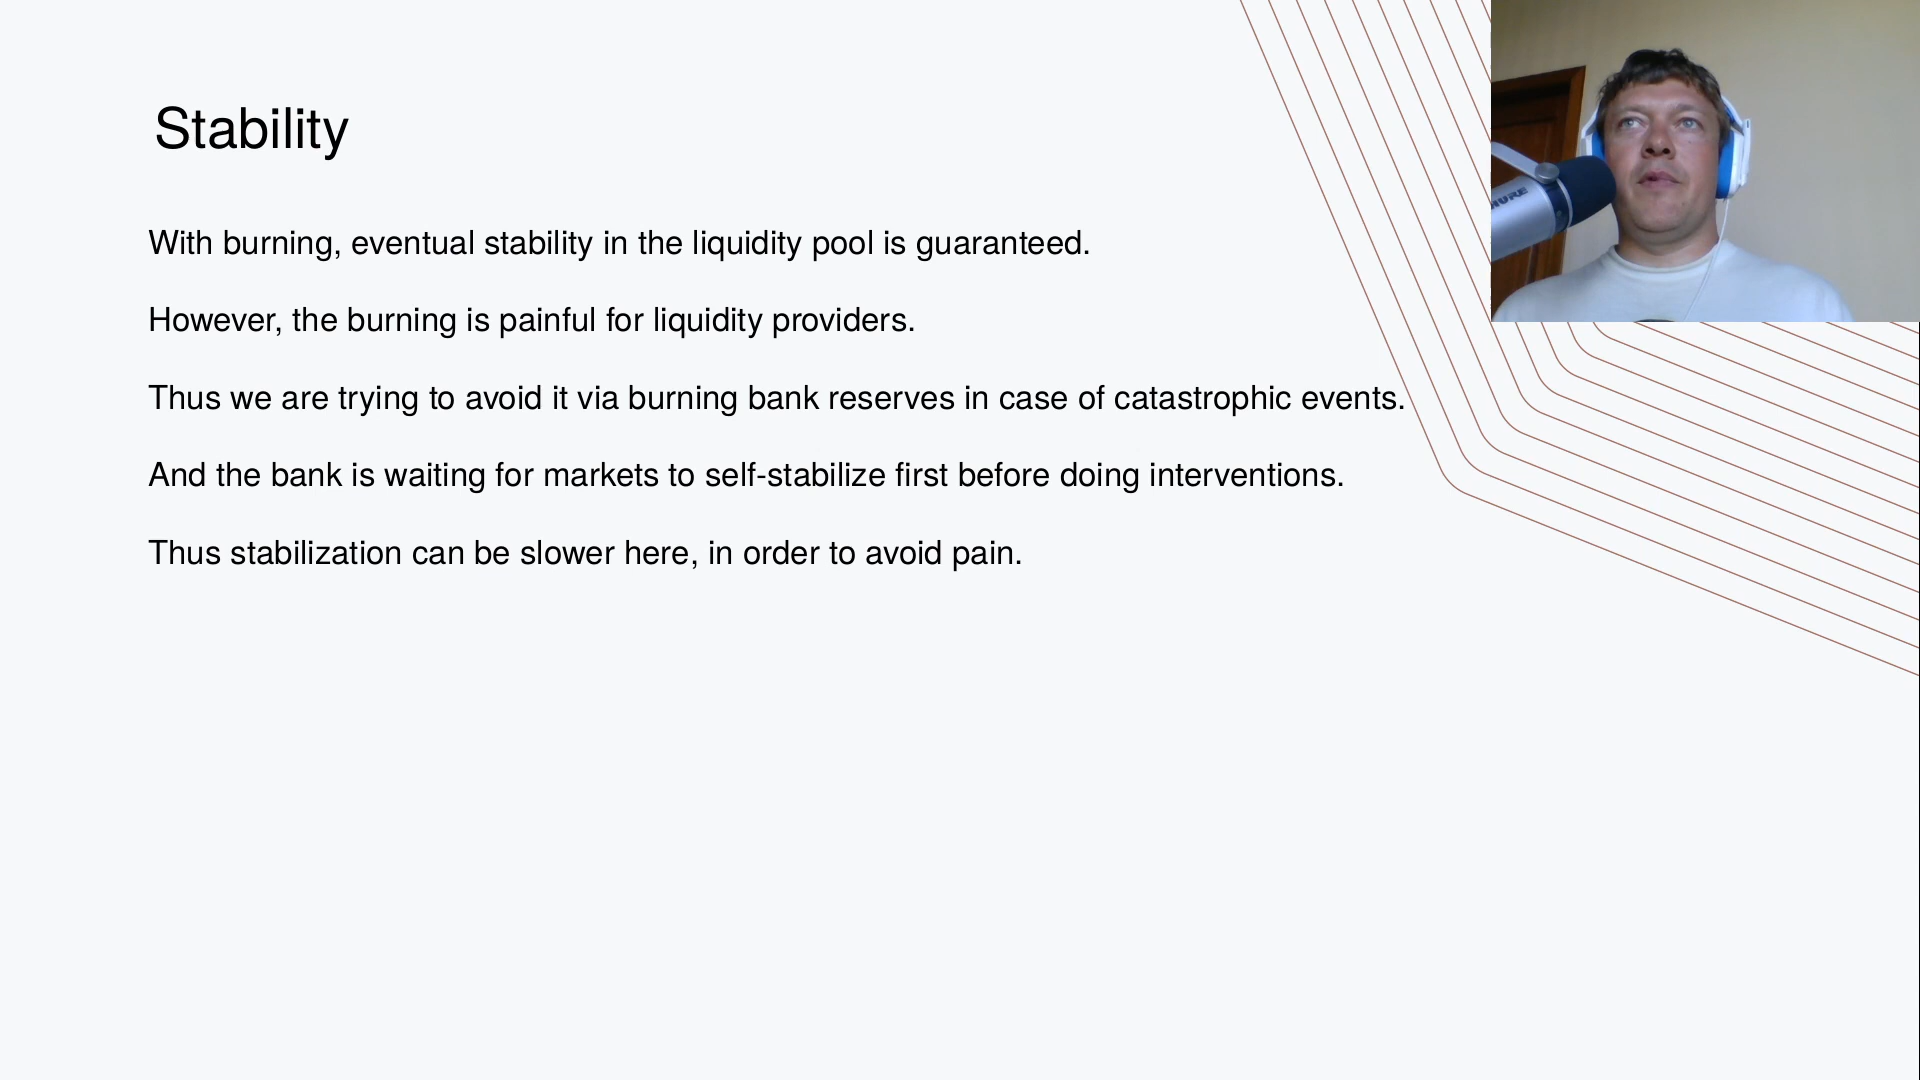 Stability
With burning, eventual stability in the liquidity pool is guaranteed.
However, the burning is painful for liquidity providers.
Thus we are trying to avoid it via burning bank reserves in case of catastrophic events.
And the bank is waiting for markets to self-stabilize first before doing interventions.
Thus stabilization can be slower here, in order to avoid pain.